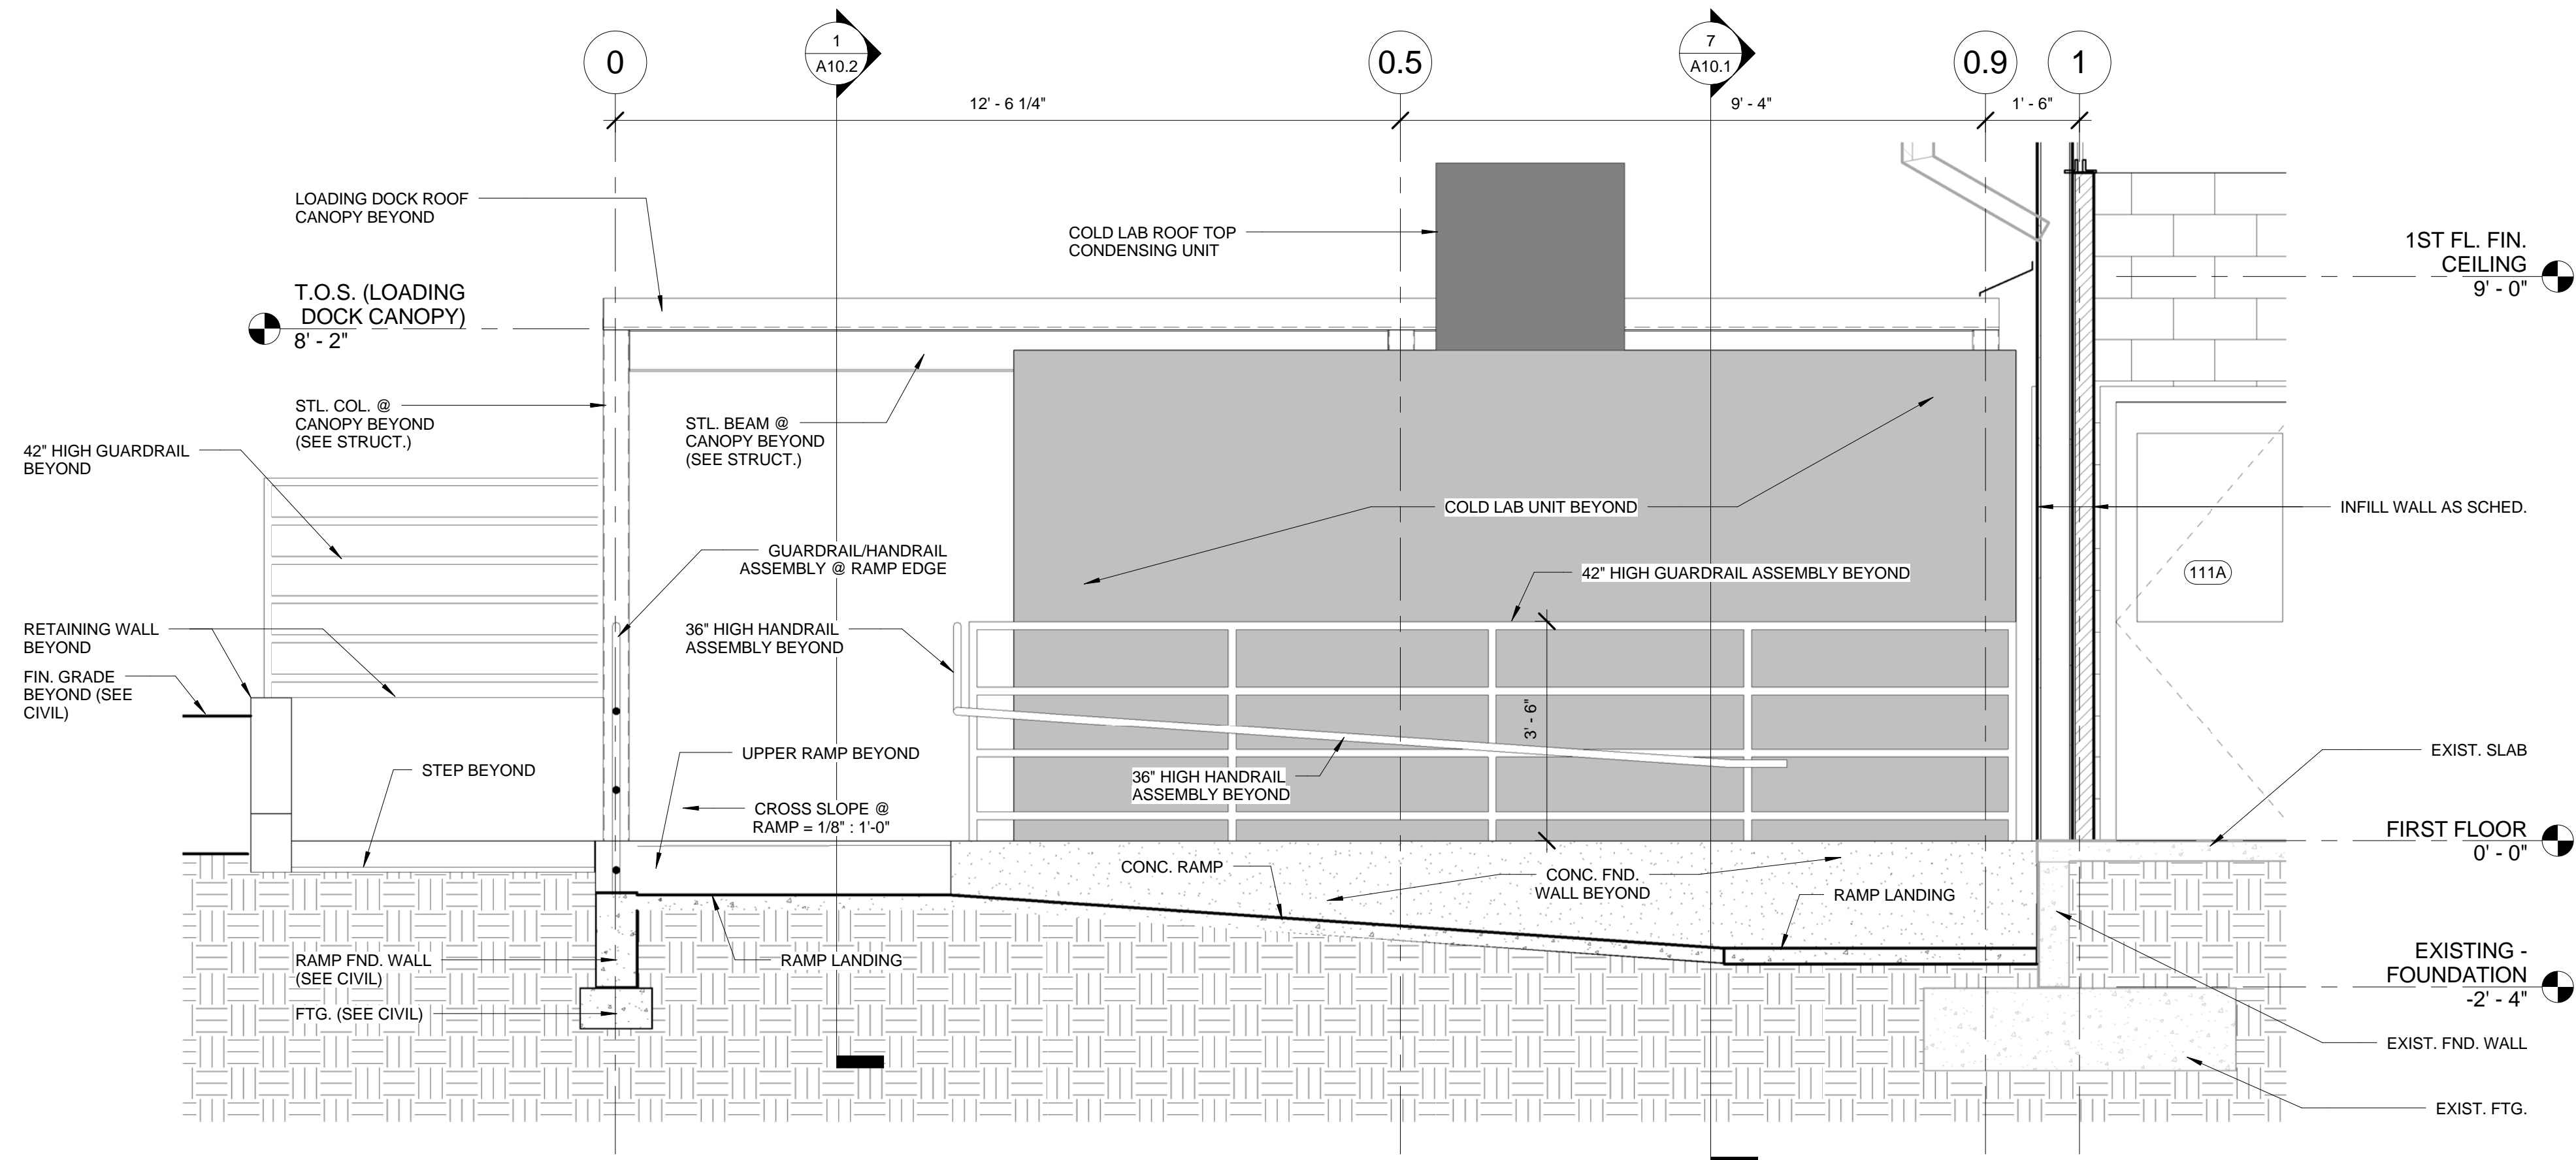 0
1
A10.2
0.5
7
A10.1
0.9
1
12' - 6 1/4"
9' - 4"
1' - 6"
LOADING DOCK ROOF
CANOPY BEYOND
COLD LAB ROOF TOP
CONDENSING UNIT
1ST FL. FIN.
CEILING
9' - 0"
T.O.S. (LOADING
DOCK CANOPY)
8' - 2"
STL. COL. @
CANOPY BEYOND
(SEE STRUCT.)
STL. BEAM @
CANOPY BEYOND
(SEE STRUCT.)
42" HIGH GUARDRAIL
BEYOND
COLD LAB UNIT BEYOND
INFILL WALL AS SCHED.
GUARDRAIL/HANDRAIL
ASSEMBLY @ RAMP EDGE
42" HIGH GUARDRAIL ASSEMBLY BEYOND
111A
RETAINING WALL
BEYOND
36" HIGH HANDRAIL
ASSEMBLY BEYOND
FIN. GRADE
BEYOND (SEE
CIVIL)
3' - 6"
UPPER RAMP BEYOND
EXIST. SLAB
STEP BEYOND
36" HIGH HANDRAIL
ASSEMBLY BEYOND
CROSS SLOPE @
RAMP = 1/8" : 1'-0"
FIRST FLOOR
0' - 0"
CONC. RAMP
CONC. FND.
WALL BEYOND
RAMP LANDING
RAMP FND. WALL
(SEE CIVIL)
RAMP LANDING
EXISTING -
FOUNDATION
-2' - 4"
FTG. (SEE CIVIL)
EXIST. FND. WALL
EXIST. FTG.